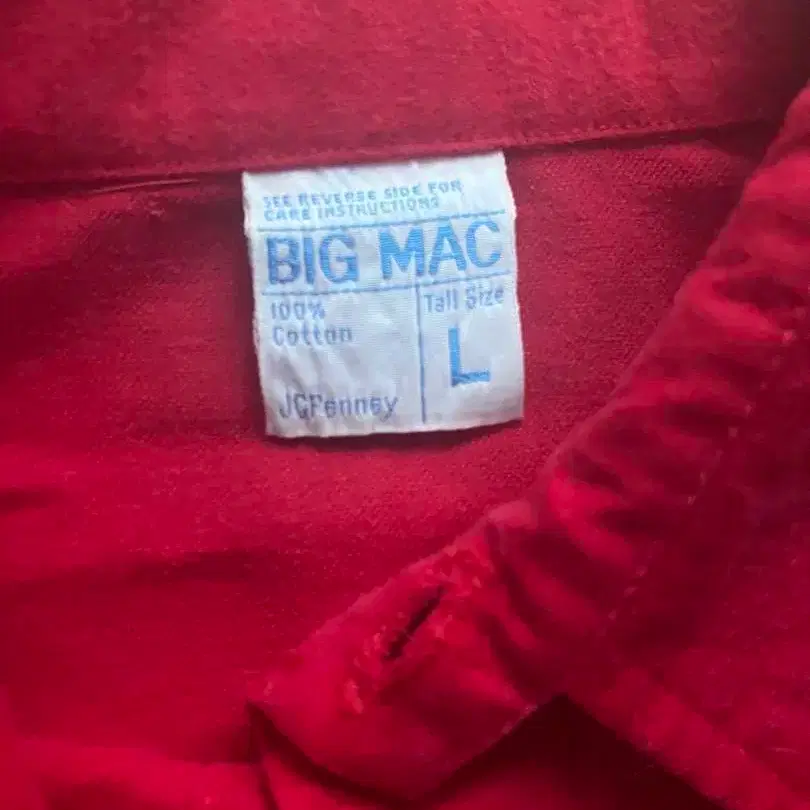 SEE REVERSE SIDE FOR
CARE INSTRUCTIONS
BIG MAC
100%
Cotton
Tall Size
L
JCPenney